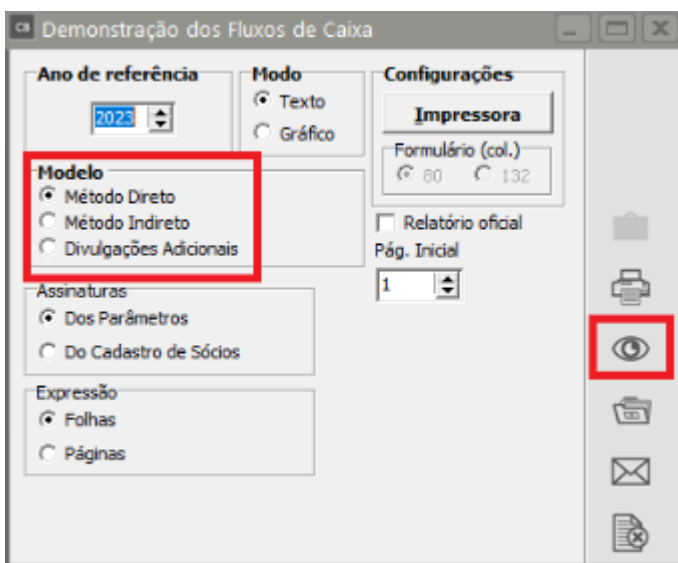 CB Demonstração dos Fluxos de Caixa
Ano de referência
2023
Modo
Texto
Gráfico
Configurações
Impressora
Formulário (col.)
80 132
Modelo
Método Direto
Método Indireto
Divulgações Adicionais
Relatório oficial
Pág. Inicial
1
Assinaturas
Dos Parâmetros
Do Cadastro de Sócios
Expressão
Folhas
Páginas